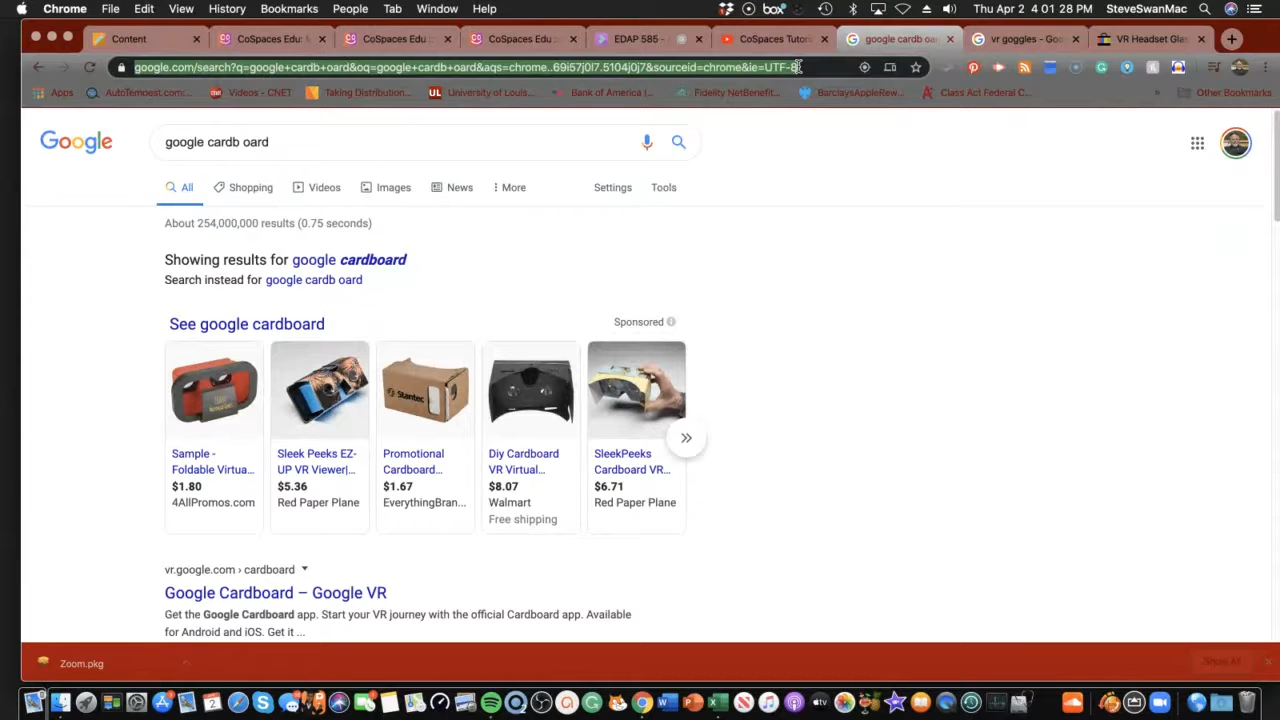 Chrome File Edit View History Bookmarks People Tab Window Help box Thu Apr 2 4:01:28 PM SteveSwanMac
Content CoSpaces Edu: CoSpaces Edu CoSpaces Edu EDAP 585 - CoSpaces Tutori google cardb oard vr goggles - Goo VR Headset Glas
google.com/search?q=google+cardb+oard&oq=google+cardb+oard&aqs=chrome..69i57j0l7.5104j0j7&sourceid=chrome&ie=UTF-8
Apps AutoTempest.com:... Videos - CNET Taking Distribution... University of Louis... Bank of America (... Fidelity NetBenefit... BarclaysAppleRew... Class Act Federal C... » Other Bookmarks
Google
google cardb oard
All Shopping Videos Images News More Settings Tools
About 254,000,000 results (0.75 seconds)
Showing results for google cardboard
Search instead for google cardb oard
See google cardboard
Sponsored
Stantec
Sample - Foldable Virtua...
$1.80
4AllPromos.com
Sleek Peeks EZ-UP VR Viewer|...
$5.36
Red Paper Plane
Promotional Cardboard...
$1.67
EverythingBran...
Diy Cardboard VR Virtual...
$8.07
Walmart
Free shipping
SleekPeeks Cardboard VR...
$6.71
Red Paper Plane
vr.google.com › cardboard
Google Cardboard – Google VR
Get the Google Cardboard app. Start your VR journey with the official Cardboard app. Available
for Android and iOS. Get it ...
Zoom.pkg
Show All